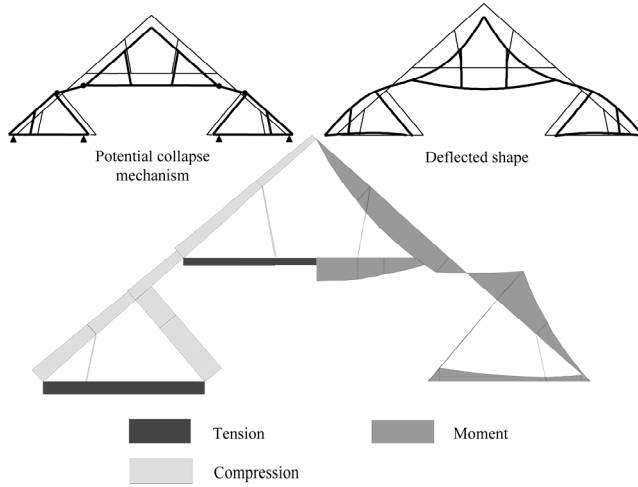 Potential collapse
mechanism
Deflected shape
Tension
Moment
Compression